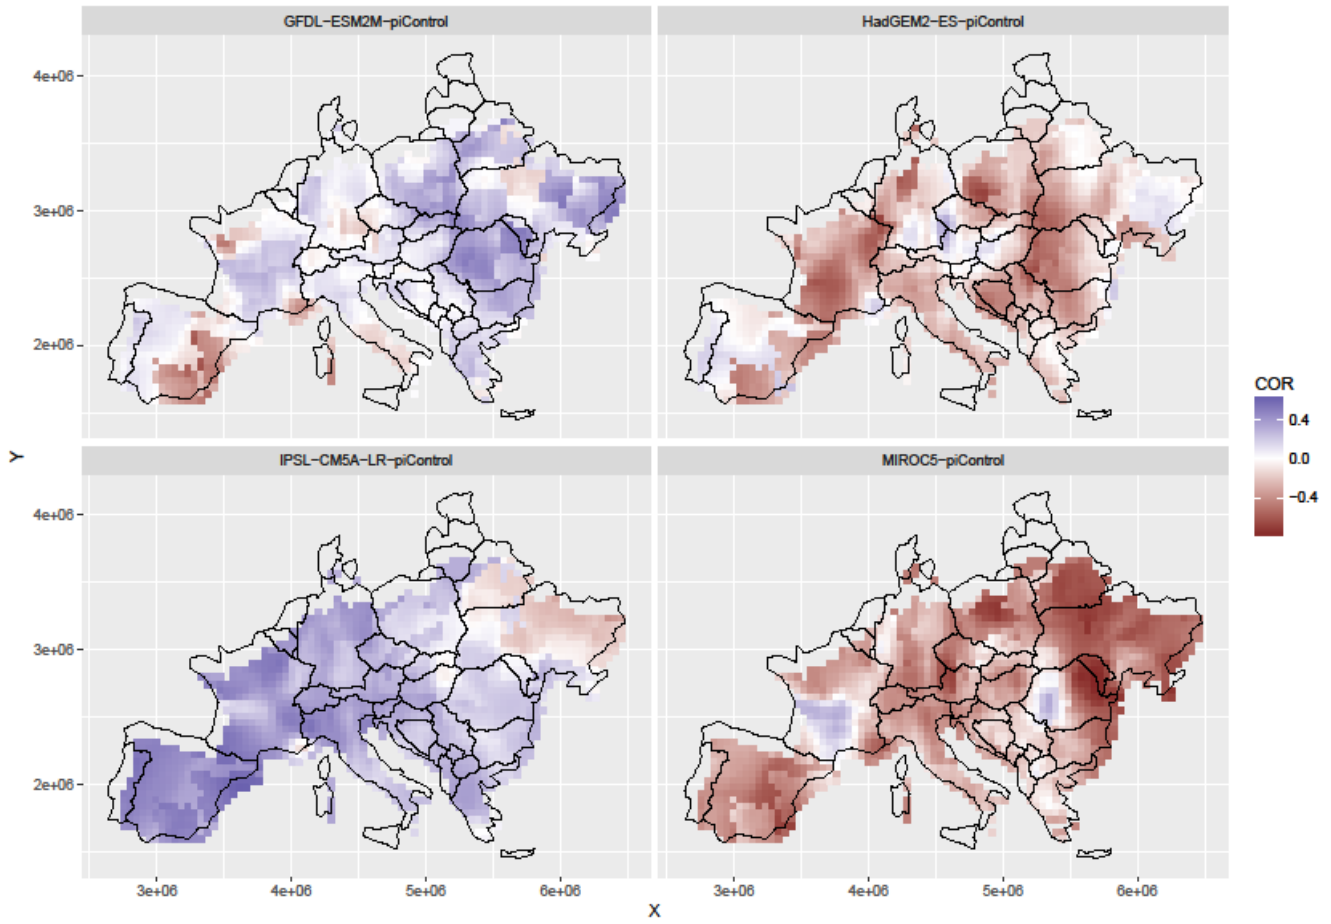 GFDL−ESM2M−piControl
HadGEM2−ES−piControl
4e+06
3e+06
2e+06
COR
0.4
0.0
−0.4
Y
IPSL−CM5A−LR−piControl
MIROC5−piControl
4e+06
3e+06
2e+06
3e+06
4e+06
5e+06
6e+06
3e+06
4e+06
5e+06
6e+06
X